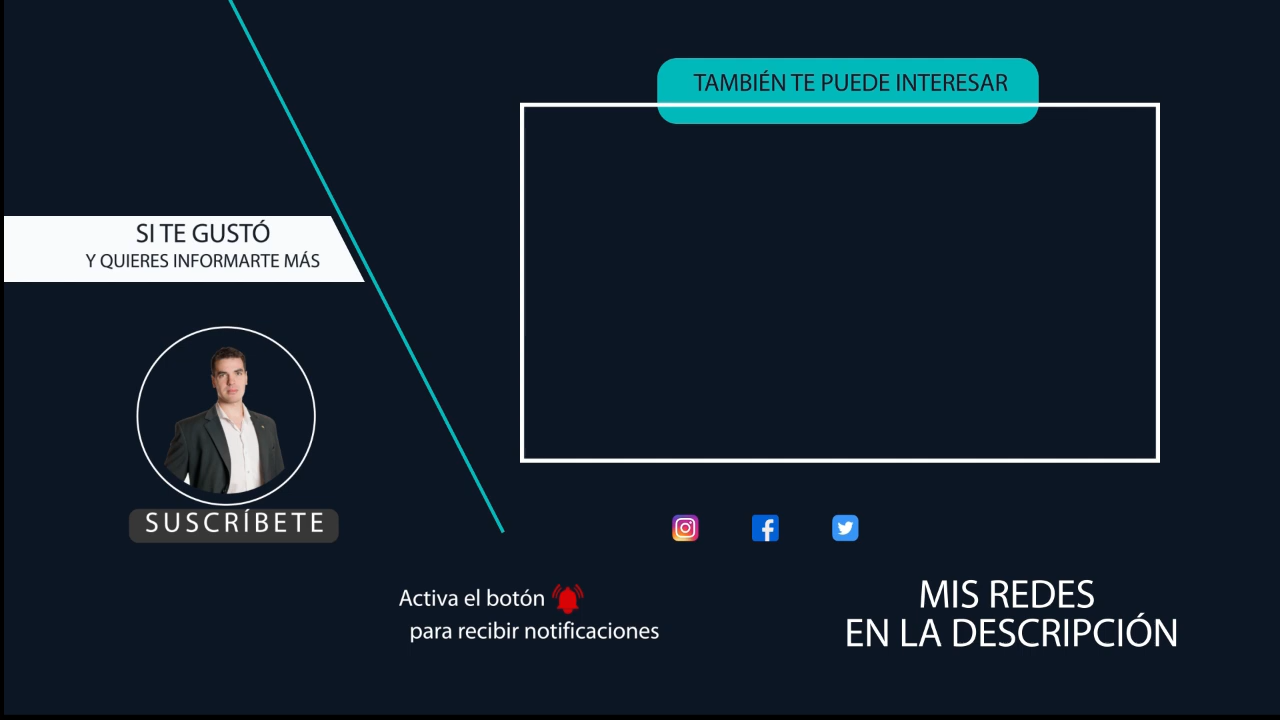 TAMBIÉN TE PUEDE INTERESAR
SI TE GUSTÓ
Y QUIERES INFORMARTE MÁS
SUSCRÍBETE
Activa el botón
para recibir notificaciones
MIS REDES
EN LA DESCRIPCIÓN